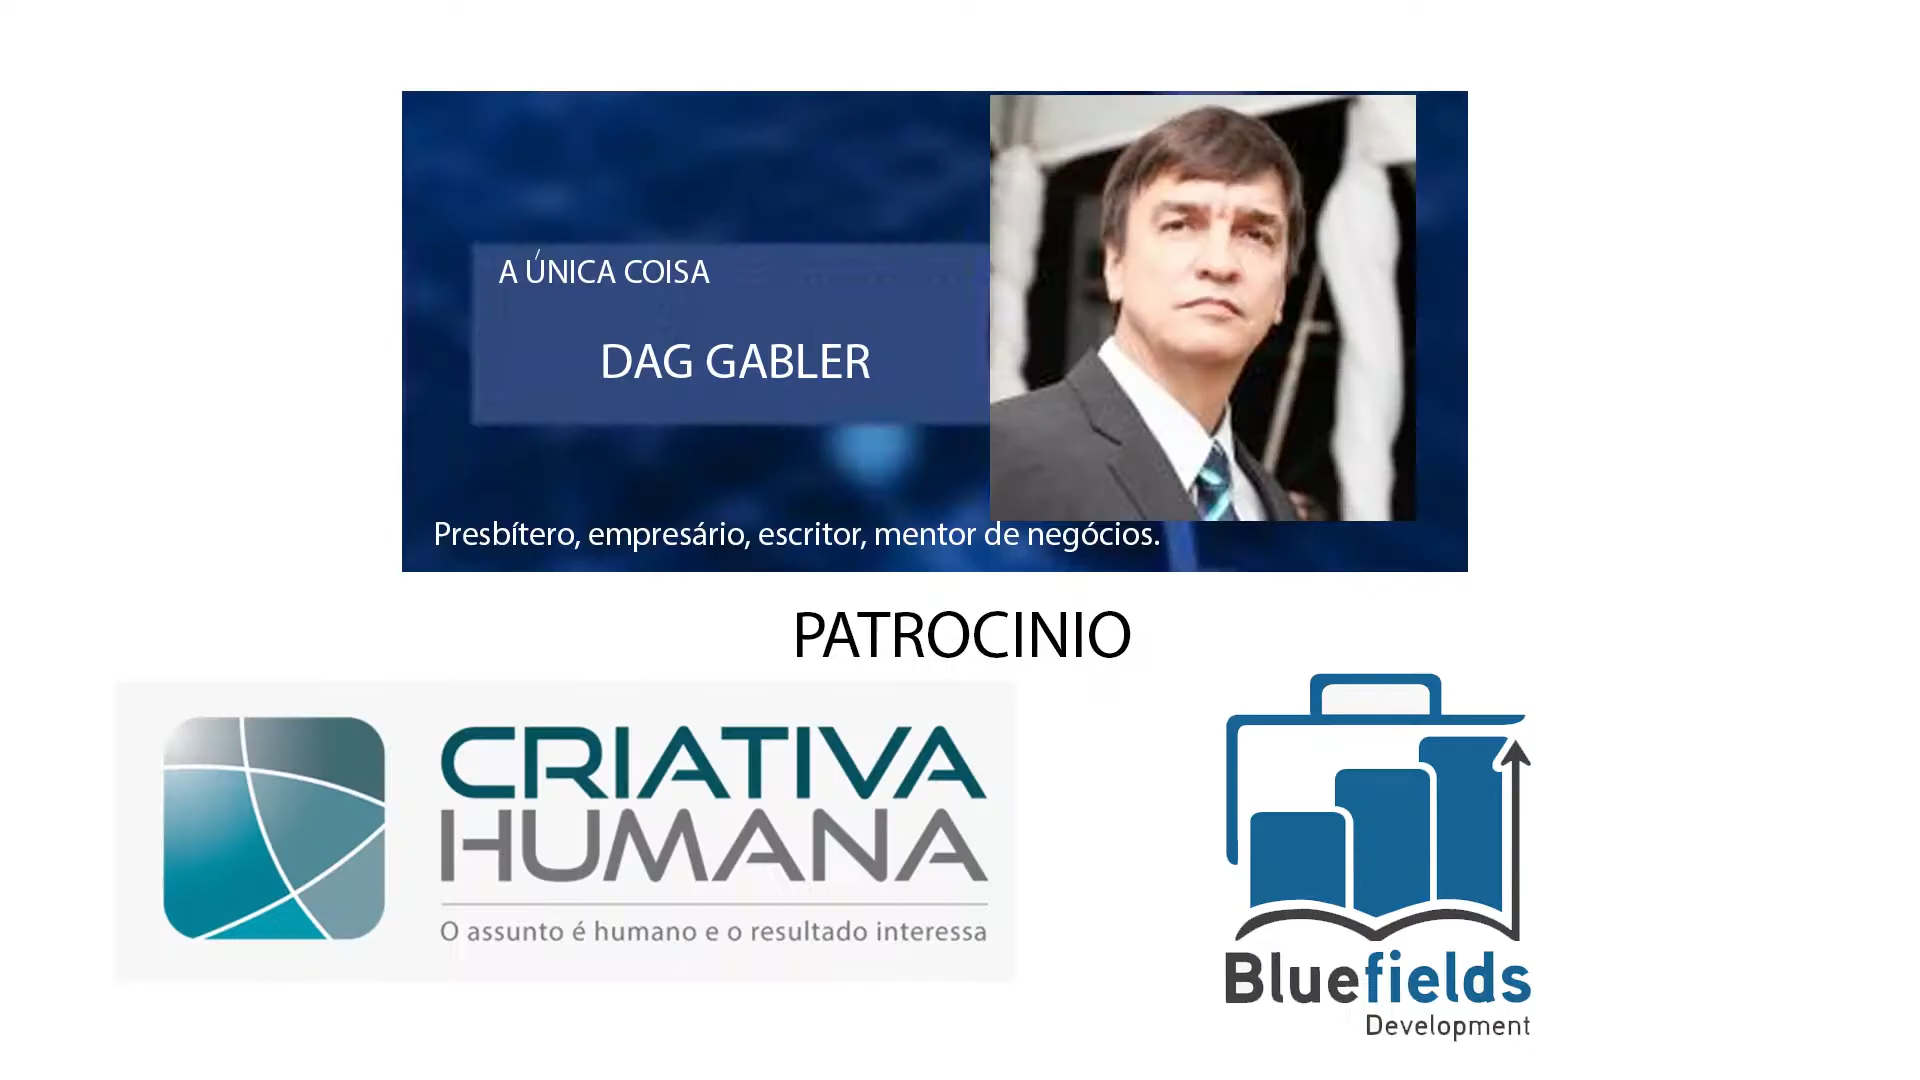 A ÚNICA COISA
DAG GABLER
Presbítero, empresário, escritor, mentor de negócios.
PATROCINIO
CRIATIVA
HUMANA
O assunto é humano e o resultado interessa
Bluefields
Development